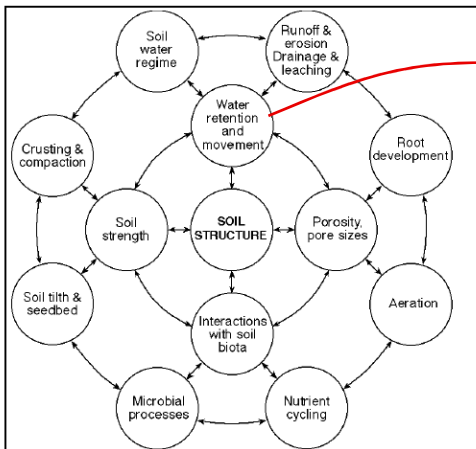 Soil
water
regime
Runoff &
erosion
Drainage &
leaching
Water
retention
and
movement
Crusting &
compaction
Root
development
Soil
strength
SOIL
STRUCTURE
Porosity,
pore sizes
Soil tilth &
seedbed
Interactions
with soil
biota
Aeration
Microbial
processes
Nutrient
cycling